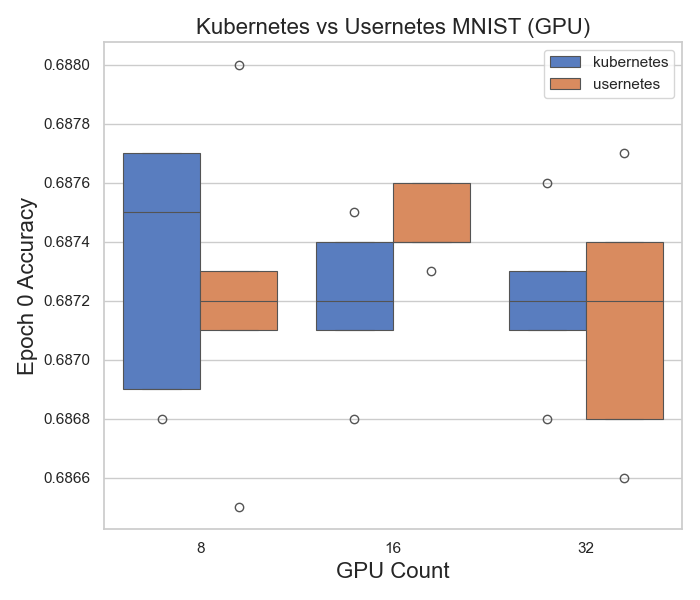 Kubernetes vs Usernetes MNIST (GPU)
kubernetes
usernetes
Epoch 0 Accuracy
0.6880
0.6878
0.6876
0.6874
0.6872
0.6870
0.6868
0.6866
8 16 32
GPU Count